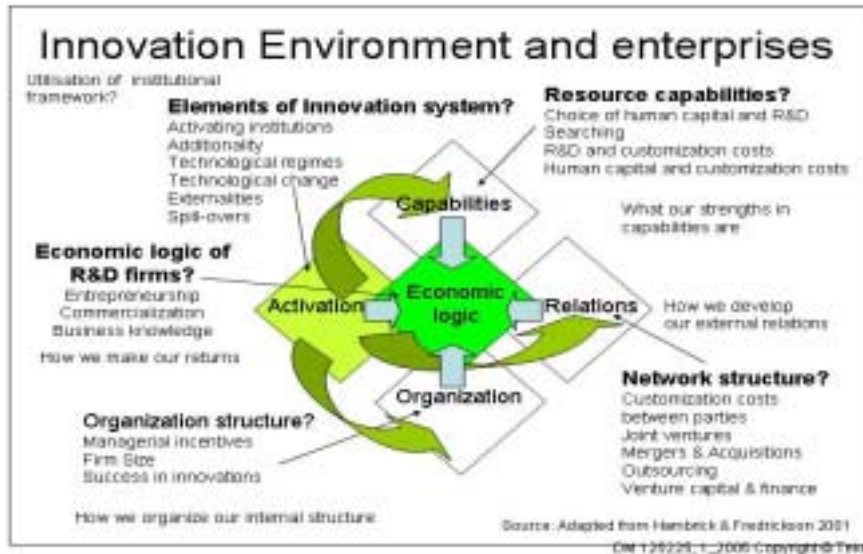 Innovation Environment and enterprises
Utilisation of institutional
framework?
Elements of Innovation system?
Activating institutions
Additionality
Technological regimes
Technological change
Externalities
Spill-overs
Resource capabilities?
Choice of human capital and R&D
Searching
R&D and customization costs
Human capital and customization costs
Capabilities
What our strengths in
capabilities are
Economic logic of
R&D firms?
Entrepreneurship
Commercialization
Business knowledge
How we make our returns
Activation
Economic
logic
Relations
How we develop
our external relations
Organization
Organization structure?
Managerial incentives
Firm Size
Success in innovations
How we organize our internal structure
Network structure?
Customization costs
between parties
Joint ventures
Mergers & Acquisitions
Outsourcing
Venture capital & finance
Source: Adapted from Hambrick & Fredrickson 2001
Copyright ©